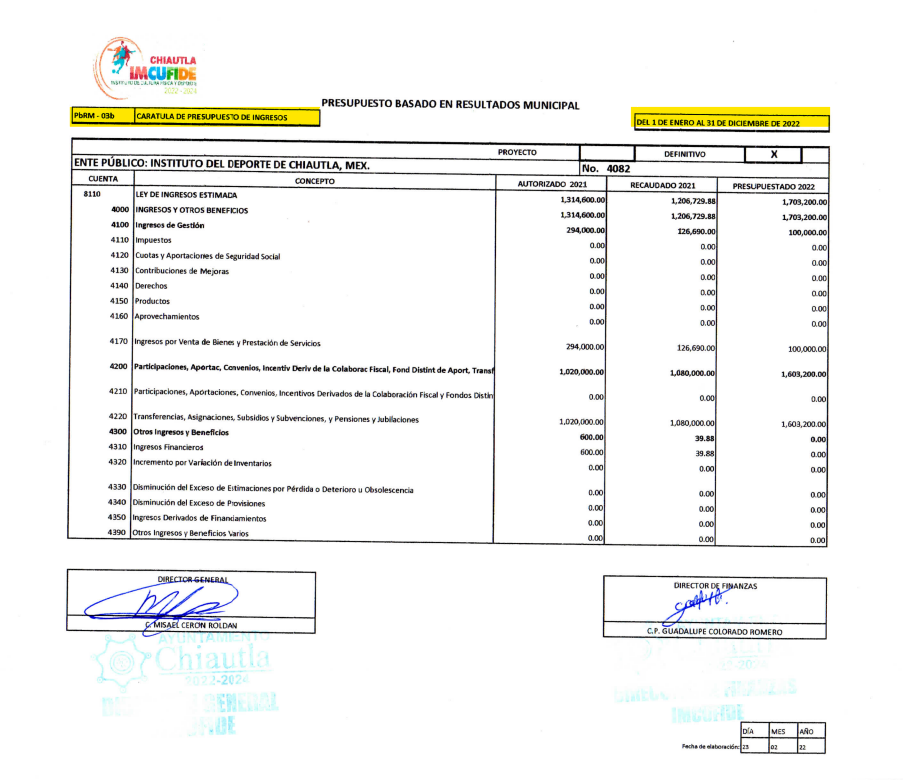 CHIAUTLA
IMCUFIDE
INSTITUTO DE CULTURA FISICA Y DEPORTE
2022 - 2024
PRESUPUESTO BASADO EN RESULTADOS MUNICIPAL
PbRM - 03b CARATULA DE PRESUPUESTO DE INGRESOS
DEL 1 DE ENERO AL 31 DE DICIEMBRE DE 2022
PROYECTO DEFINITIVO X
ENTE PÚBLICO: INSTITUTO DEL DEPORTE DE CHIAUTLA, MEX. No. 4082
CUENTA CONCEPTO AUTORIZADO 2021 RECAUDADO 2021 PRESUPUESTADO 2022
8110 LEY DE INGRESOS ESTIMADA 1,314,600.00 1,206,729.88 1,703,200.00
4000 INGRESOS Y OTROS BENEFICIOS 1,314,600.00 1,206,729.88 1,703,200.00
4100 Ingresos de Gestión 294,000.00 126,690.00 100,000.00
4110 Impuestos 0.00 0.00 0.00
4120 Cuotas y Aportaciones de Seguridad Social 0.00 0.00 0.00
4130 Contribuciones de Mejoras 0.00 0.00 0.00
4140 Derechos 0.00 0.00 0.00
4150 Productos 0.00 0.00 0.00
4160 Aprovechamientos 0.00 0.00 0.00
4170 Ingresos por Venta de Bienes y Prestación de Servicios 294,000.00 126,690.00 100,000.00
4200 Participaciones, Aportac, Convenios, Incentiv Deriv de la Colaborac Fiscal, Fond Distint de Aport, Transf 1,020,000.00 1,080,000.00 1,603,200.00
4210 Participaciones, Aportaciones, Convenios, Incentivos Derivados de la Colaboración Fiscal y Fondos Distin 0.00 0.00 0.00
4220 Transferencias, Asignaciones, Subsidios y Subvenciones, y Pensiones y Jubilaciones 1,020,000.00 1,080,000.00 1,603,200.00
4300 Otros Ingresos y Beneficios 600.00 39.88 0.00
4310 Ingresos Financieros 600.00 39.88 0.00
4320 Incremento por Variación de Inventarios 0.00 0.00 0.00
4330 Disminución del Exceso de Estimaciones por Pérdida o Deterioro u Obsolescencia 0.00 0.00 0.00
4340 Disminución del Exceso de Provisiones 0.00 0.00 0.00
4350 Ingresos Derivados de Financiamientos 0.00 0.00 0.00
4390 Otros Ingresos y Beneficios Varios 0.00 0.00 0.00
DIRECTOR GENERAL
C. MISAEL CERON ROLDAN
AYUNTAMIENTO
Chiautla
2022-2024
GENERAL
DIRECTOR DE FINANZAS
C.P. GUADALUPE COLORADO ROMERO
FINANZAS
IMCUFIDE
DÍA MES AÑO
Fecha de elaboración: 23 02 22